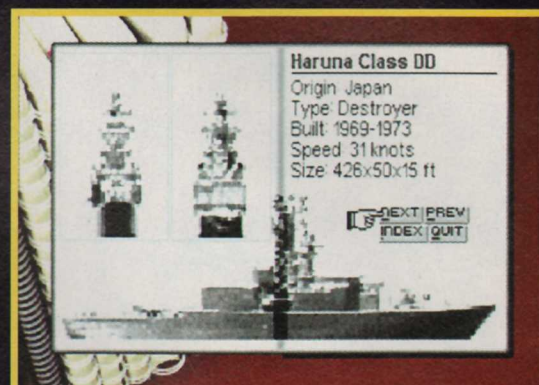 Haruna Class DD
Origin: Japan
Type: Destroyer
Built: 1969-1973
Speed: 31 knots
Size: 426x50x15 ft
NEXT PREV
INDEX QUIT